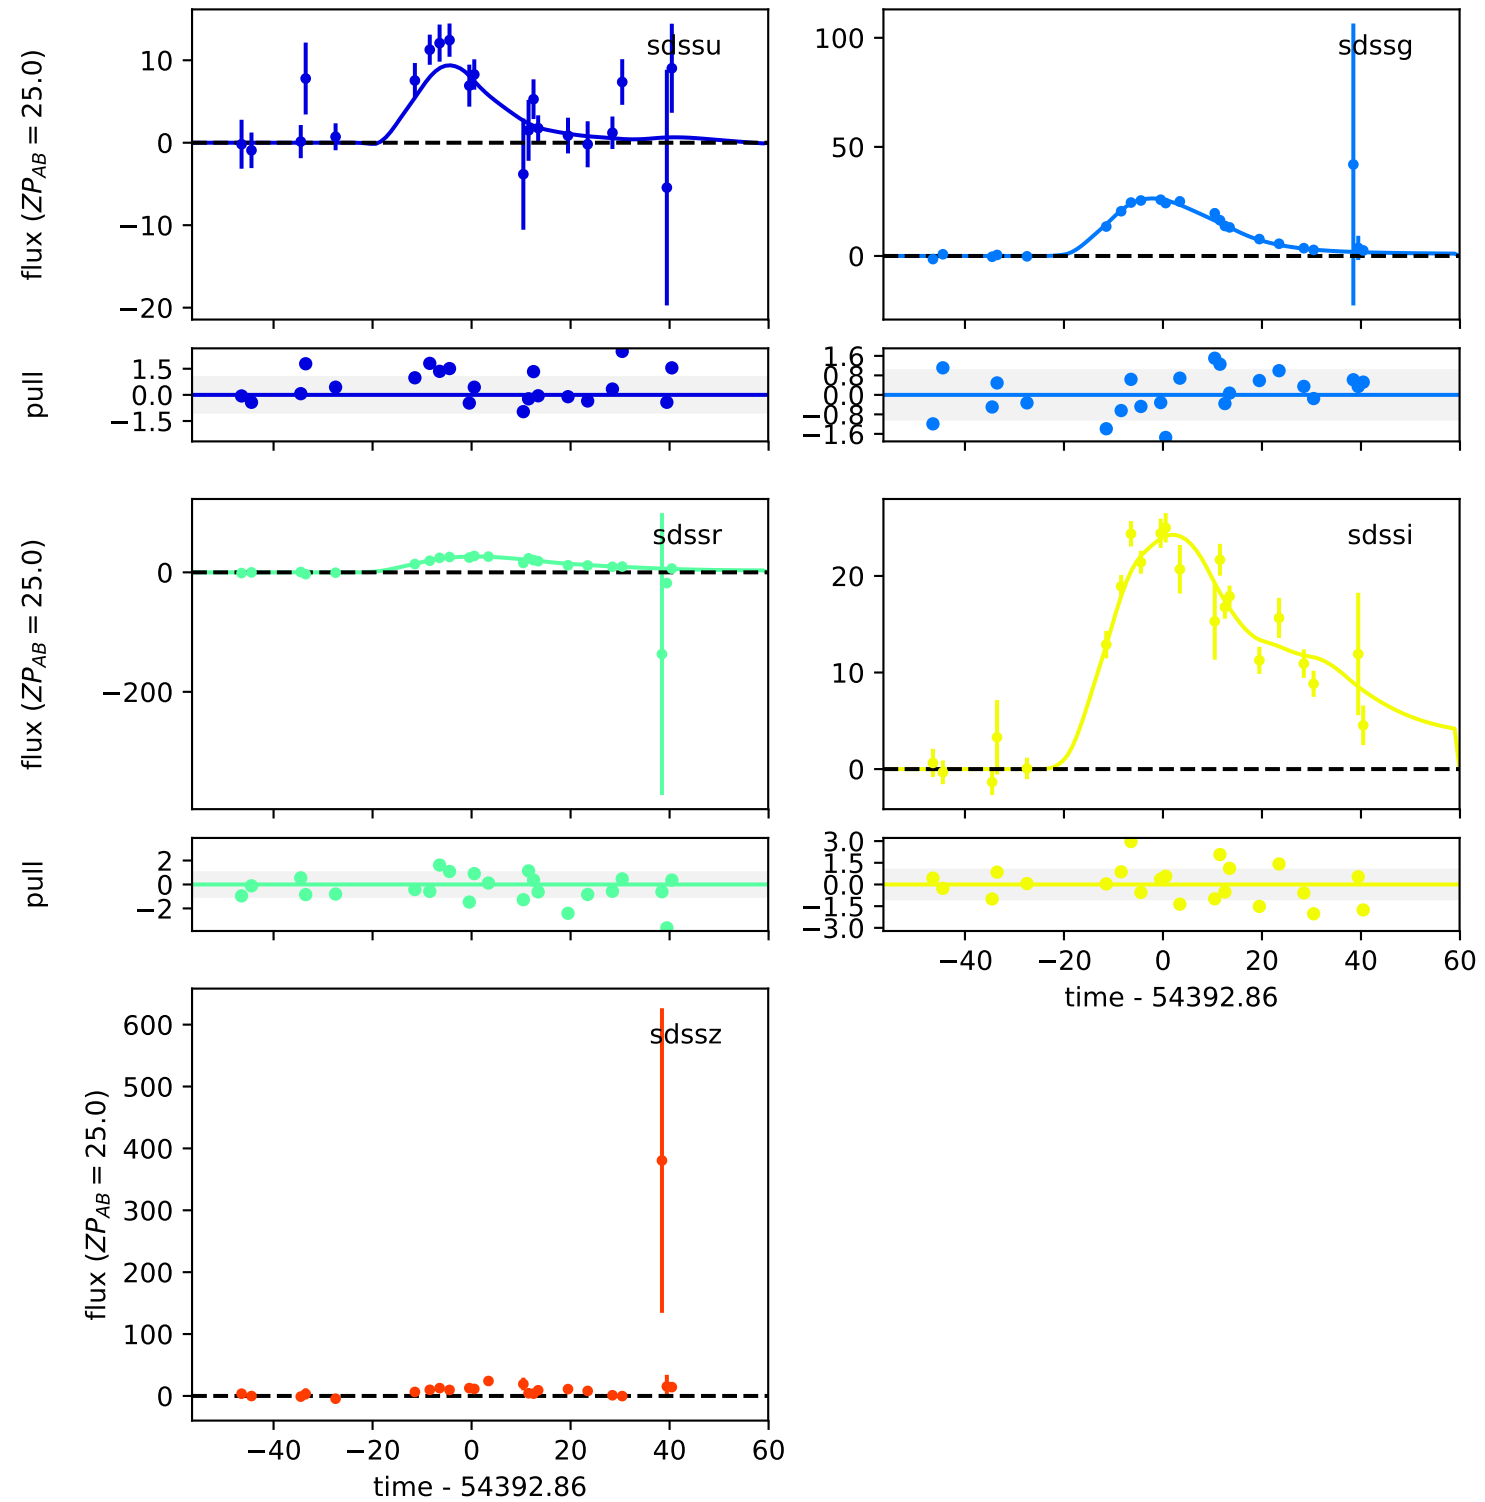 sdssu
flux (ZP_AB = 25.0)
10
0
−10
−20
sdssg
100
50
0
pull
1.5
0.0
−1.5
1.6
0.8
0.0
−0.8
−1.6
sdssr
flux (ZP_AB = 25.0)
0
−200
sdssi
20
10
0
pull
2
0
−2
3.0
1.5
0.0
−1.5
−3.0
−40 −20 0 20 40 60
time - 54392.86
sdssz
flux (ZP_AB = 25.0)
600
500
400
300
200
100
0
−40 −20 0 20 40 60
time - 54392.86